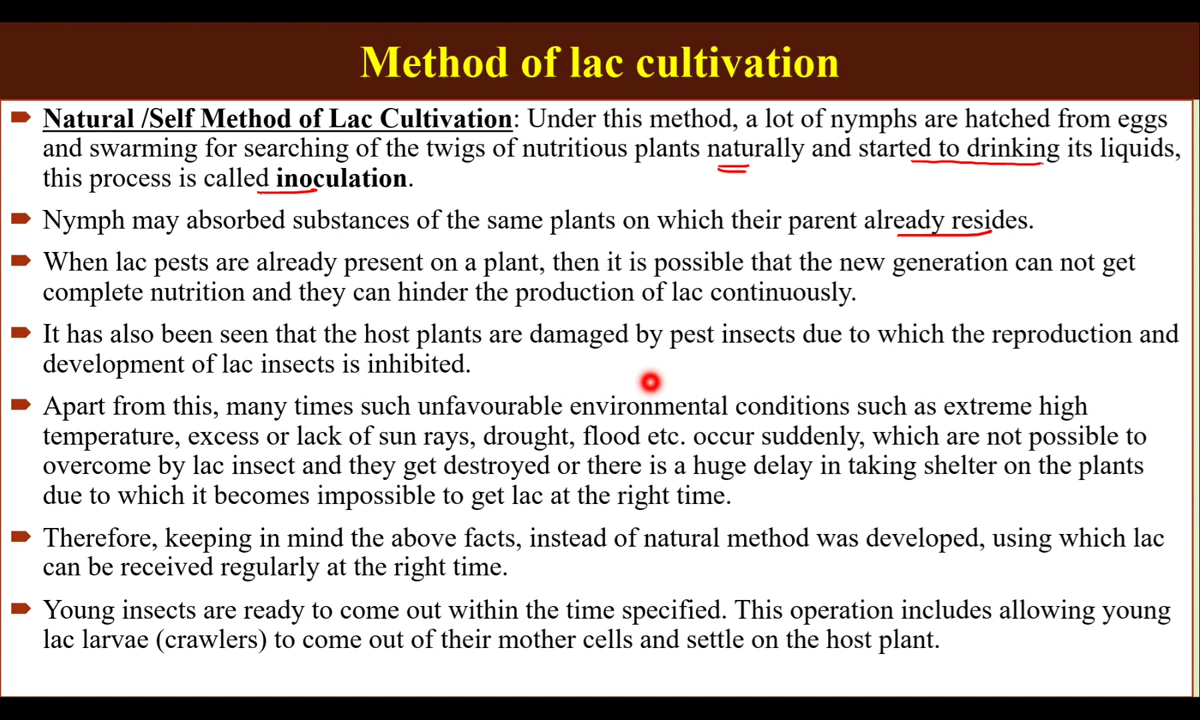 Method of lac cultivation
Natural /Self Method of Lac Cultivation: Under this method, a lot of nymphs are hatched from eggs
and swarming for searching of the twigs of nutritious plants naturally and started to drinking its liquids,
this process is called inoculation.
Nymph may absorbed substances of the same plants on which their parent already resides.
When lac pests are already present on a plant, then it is possible that the new generation can not get
complete nutrition and they can hinder the production of lac continuously.
It has also been seen that the host plants are damaged by pest insects due to which the reproduction and
development of lac insects is inhibited.
Apart from this, many times such unfavourable environmental conditions such as extreme high
temperature, excess or lack of sun rays, drought, flood etc. occur suddenly, which are not possible to
overcome by lac insect and they get destroyed or there is a huge delay in taking shelter on the plants
due to which it becomes impossible to get lac at the right time.
Therefore, keeping in mind the above facts, instead of natural method was developed, using which lac
can be received regularly at the right time.
Young insects are ready to come out within the time specified. This operation includes allowing young
lac larvae (crawlers) to come out of their mother cells and settle on the host plant.